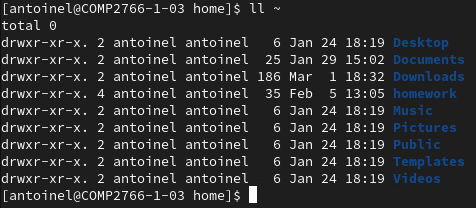 [antoinel@COMP2766-1-03 home]$ ll ~
total 0
drwxr-xr-x. 2 antoinel antoinel   6 Jan 24 18:19 Desktop
drwxr-xr-x. 2 antoinel antoinel  25 Jan 29 15:02 Documents
drwxr-xr-x. 2 antoinel antoinel 186 Mar  1 18:32 Downloads
drwxr-xr-x. 4 antoinel antoinel  35 Feb  5 13:05 homework
drwxr-xr-x. 2 antoinel antoinel   6 Jan 24 18:19 Music
drwxr-xr-x. 2 antoinel antoinel   6 Jan 24 18:19 Pictures
drwxr-xr-x. 2 antoinel antoinel   6 Jan 24 18:19 Public
drwxr-xr-x. 2 antoinel antoinel   6 Jan 24 18:19 Templates
drwxr-xr-x. 2 antoinel antoinel   6 Jan 24 18:19 Videos
[antoinel@COMP2766-1-03 home]$